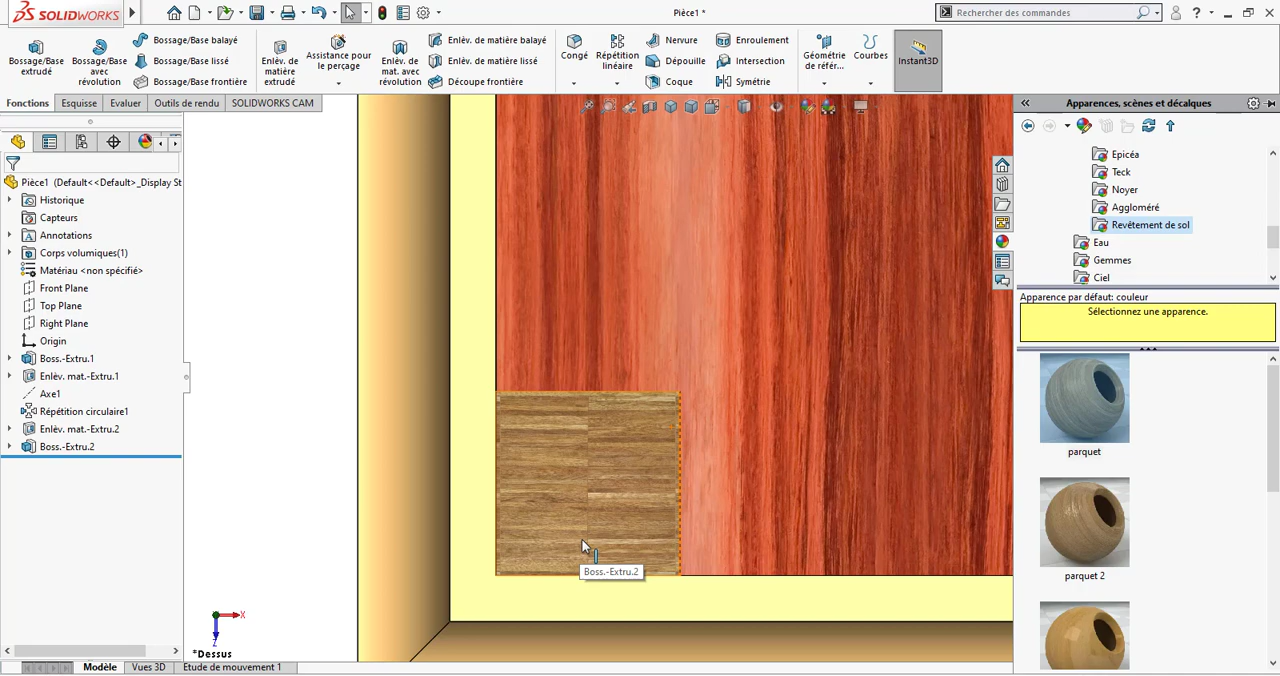 SOLIDWORKS
Pièce1 *
Rechercher des commandes
Bossage/Base extrudé
Bossage/Base avec révolution
Bossage/Base balayé
Bossage/Base lissé
Bossage/Base frontière
Enlèv. de matière extrudé
Assistance pour le perçage
Enlèv. de mat. avec révolution
Enlèv. de matière balayé
Enlèv. de matière lissé
Découpe frontière
Congé
Répétition linéaire
Nervure
Dépouille
Coque
Enroulement
Intersection
Symétrie
Géométrie de référ...
Courbes
Instant3D
Fonctions
Esquisse
Evaluer
Outils de rendu
SOLIDWORKS CAM
Pièce1 (Default<<Default>_Display St
Historique
Capteurs
Annotations
Corps volumiques(1)
Matériau <non spécifié>
Front Plane
Top Plane
Right Plane
Origin
Boss.-Extru.1
Enlèv. mat.-Extru.1
Axe1
Répétition circulaire1
Enlèv. mat.-Extru.2
Boss.-Extru.2
Boss.-Extru.2
X
Z
*Dessus
Modèle
Vues 3D
Etude de mouvement 1
Apparences, scènes et décalques
Epicéa
Teck
Noyer
Aggloméré
Revêtement de sol
Eau
Gemmes
Ciel
Apparence par défaut: couleur
Sélectionnez une apparence.
parquet
parquet 2